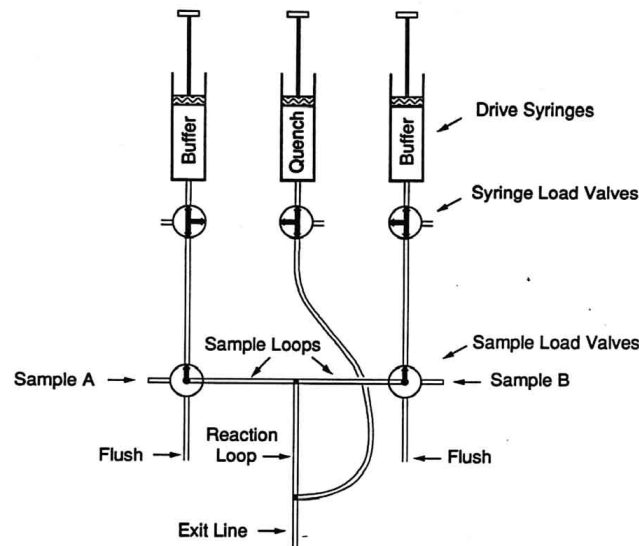 Buffer
Quench
Buffer
Drive Syringes
Syringe Load Valves
Sample Loops
Sample Load Valves
Sample A
Sample B
Reaction
Loop
Flush
Flush
Exit Line